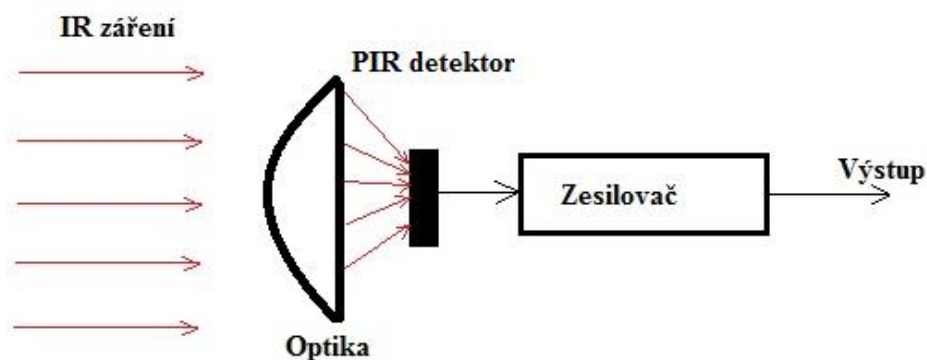 IR záření
PIR detektor
Zesilovač
Výstup
Optika